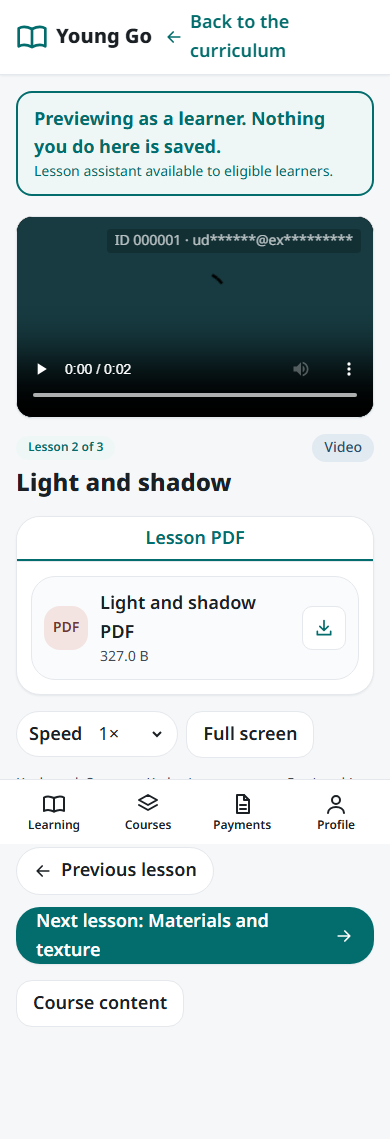 Young Go
Back to the
curriculum
Previewing as a learner. Nothing
you do here is saved.
Lesson assistant available to eligible learners.
ID 000001 · ud******@ex*********
0:00 / 0:02
Lesson 2 of 3
Video
Light and shadow
Lesson PDF
PDF
Light and shadow
PDF
327.0 B
Speed 1×
Full screen
Learning
Courses
Payments
Profile
Previous lesson
Next lesson: Materials and
texture
Course content